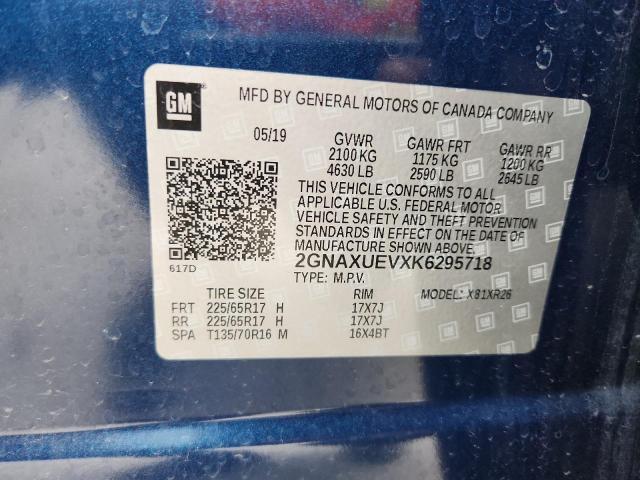 GM
MFD BY GENERAL MOTORS OF CANADA COMPANY
05/19 GVWR GAWR FRT GAWR RR
2100 KG 1175 KG 1200 KG
4630 LB 2590 LB 2645 LB
THIS VEHICLE CONFORMS TO ALL
APPLICABLE U.S. FEDERAL MOTOR
VEHICLE SAFETY AND THEFT PREVENTION
STANDARDS IN EFFECT ON THE DATE OF
MANUFACTURE SHOWN ABOVE.
617D
2GNAXUEVXK6295718
TYPE: M.P.V. MODEL: X81XR26
TIRE SIZE RIM
FRT 225/65R17 H 17X7J
RR 225/65R17 H 17X7J
SPA T135/70R16 M 16X4BT